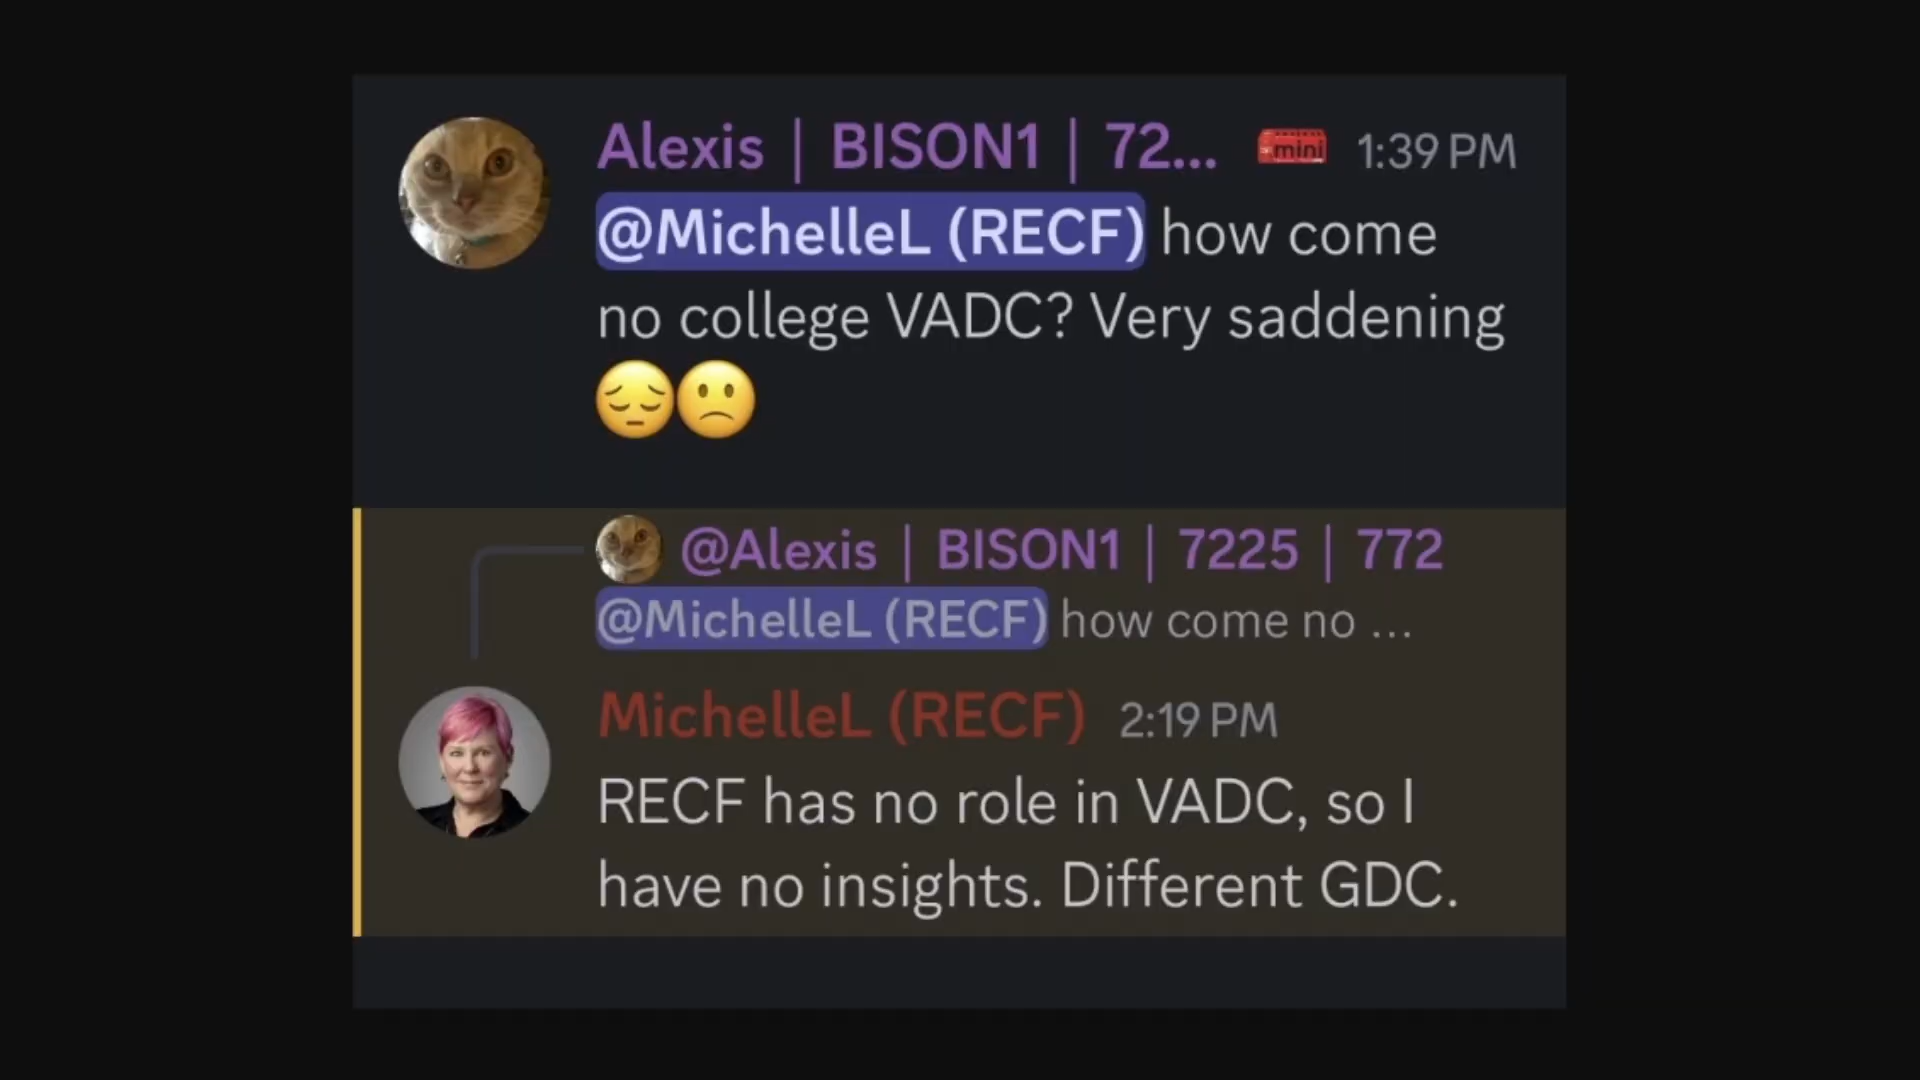 Alexis | BISON1 | 72... mini 1:39 PM
@MichelleL (RECF) how come
no college VADC? Very saddening
😔🙁
@Alexis | BISON1 | 7225 | 772
@MichelleL (RECF) how come no ...
MichelleL (RECF) 2:19 PM
RECF has no role in VADC, so I
have no insights. Different GDC.